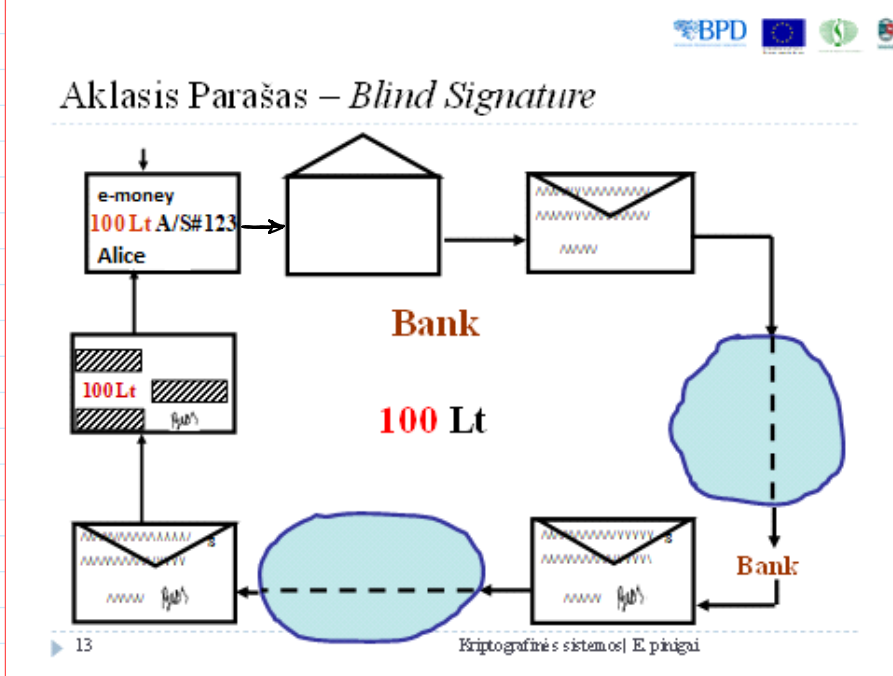 BPD
Aklasis Parašas – Blind Signature
e-money
100 Lt A/S#123
Alice
Bank
100 Lt
100 Lt
s
s
Bank
13
Kriptografinės sistemos| E. pinigai